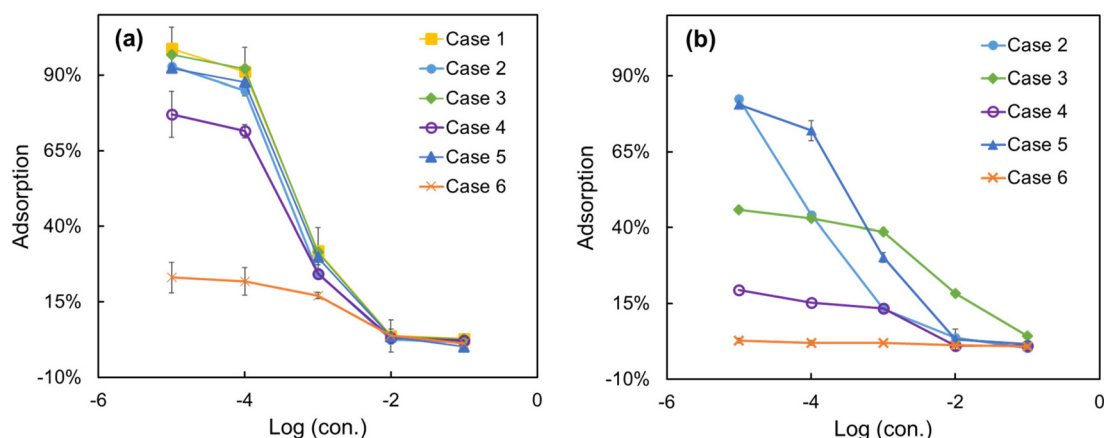 (a)
Case 1
Case 2
Case 3
Case 4
Case 5
Case 6
90%
65%
40%
15%
-10%
Adsorption
-6
-4
-2
0
Log (con.)
(b)
Case 2
Case 3
Case 4
Case 5
Case 6
90%
65%
40%
15%
-10%
Adsorption
-6
-4
-2
0
Log (con.)